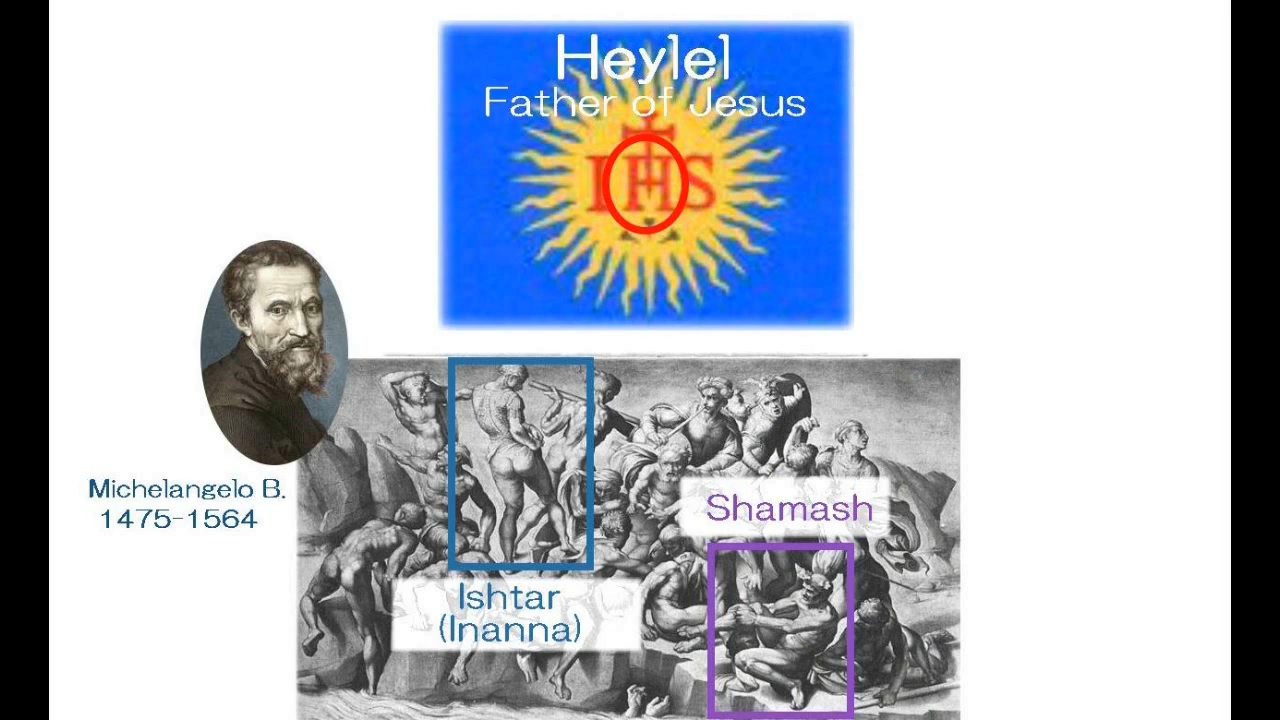 Heylel
Father of Jesus
IHS
Michelangelo B.
1475-1564
Shamash
Ishtar
(Inanna)